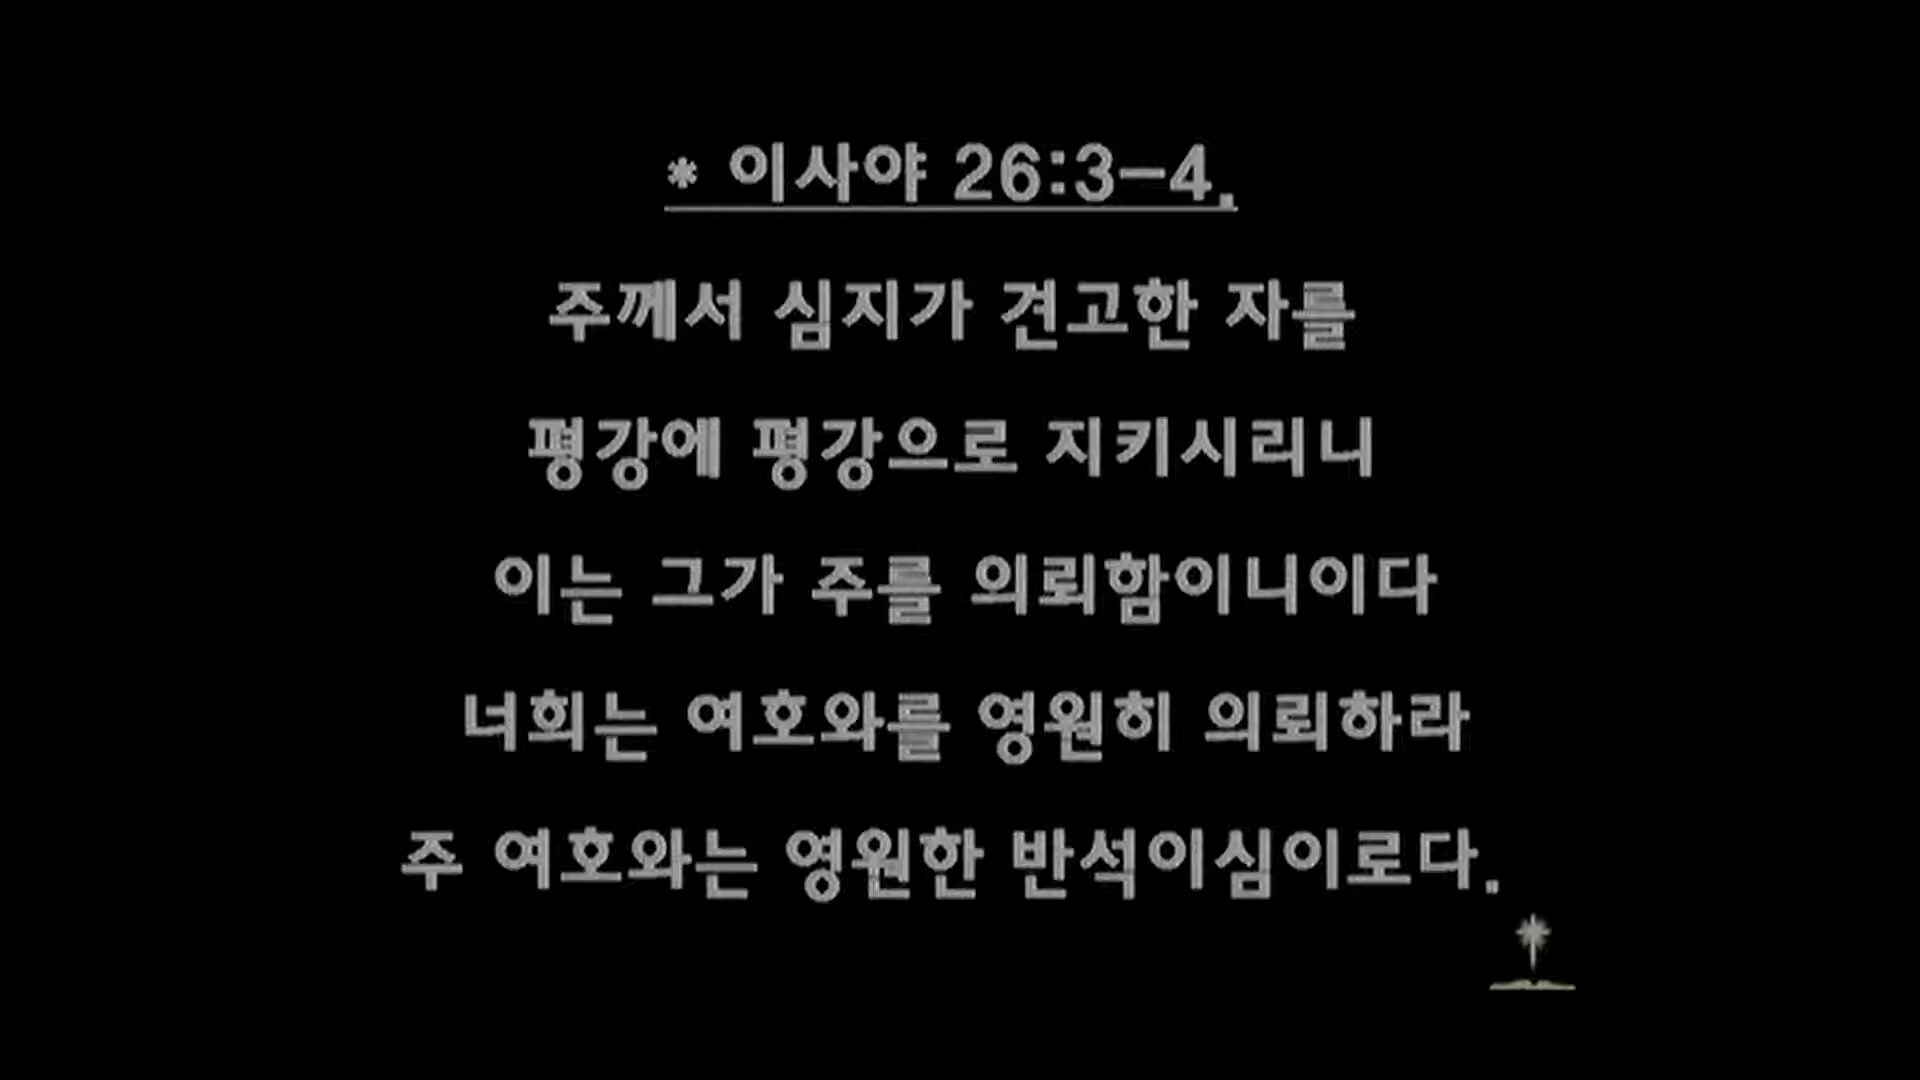 * 이사야 26:3-4.
주께서 심지가 견고한 자를
평강에 평강으로 지키시리니
이는 그가 주를 의뢰함이니이다
너희는 여호와를 영원히 의뢰하라
주 여호와는 영원한 반석이심이로다.